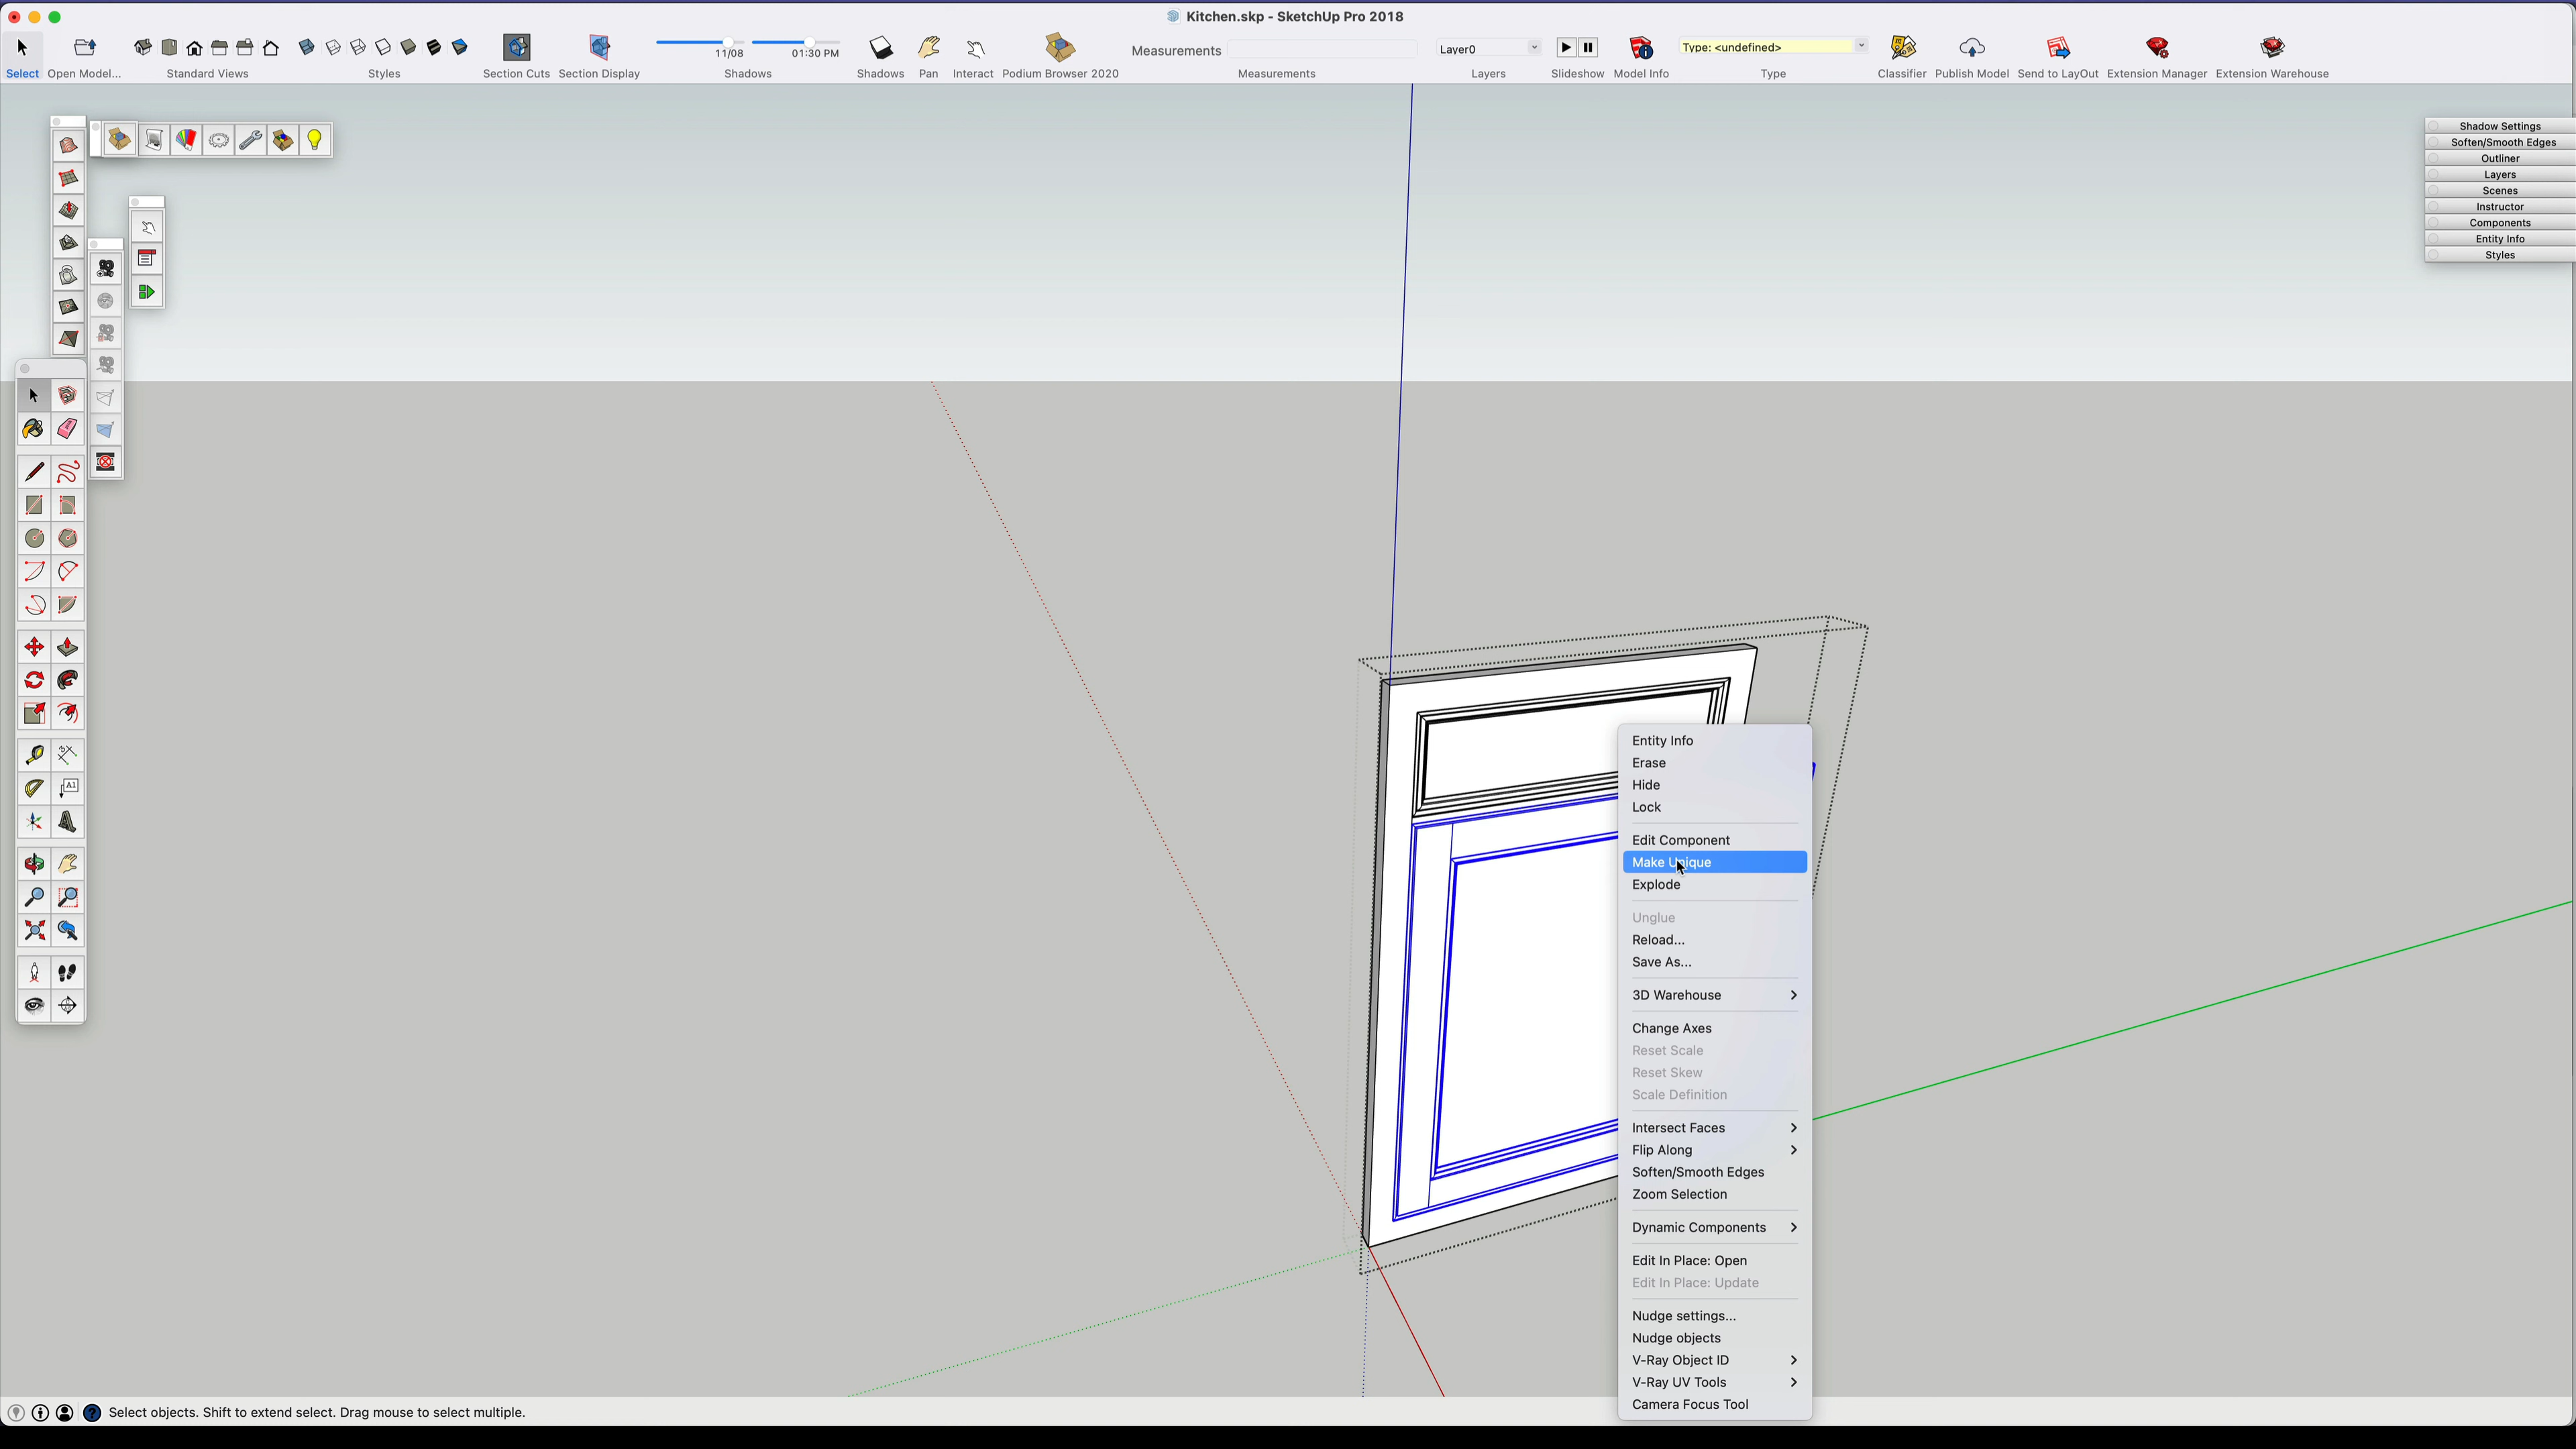 Kitchen.skp - SketchUp Pro 2018
11/08
01:30 PM
Measurements
Layer0
Type: <undefined>
Select
Open Model...
Standard Views
Styles
Section Cuts
Section Display
Shadows
Shadows
Pan
Interact
Podium Browser 2020
Measurements
Layers
Slideshow
Model Info
Type
Classifier
Publish Model
Send to LayOut
Extension Manager
Extension Warehouse
Shadow Settings
Soften/Smooth Edges
Outliner
Layers
Scenes
Instructor
Components
Entity Info
Styles
A1
Entity Info
Erase
Hide
Lock
Edit Component
Make Unique
Explode
Unglue
Reload...
Save As...
3D Warehouse
Change Axes
Reset Scale
Reset Skew
Scale Definition
Intersect Faces
Flip Along
Soften/Smooth Edges
Zoom Selection
Dynamic Components
Edit In Place: Open
Edit In Place: Update
Nudge settings...
Nudge objects
V-Ray Object ID
V-Ray UV Tools
Camera Focus Tool
Select objects. Shift to extend select. Drag mouse to select multiple.